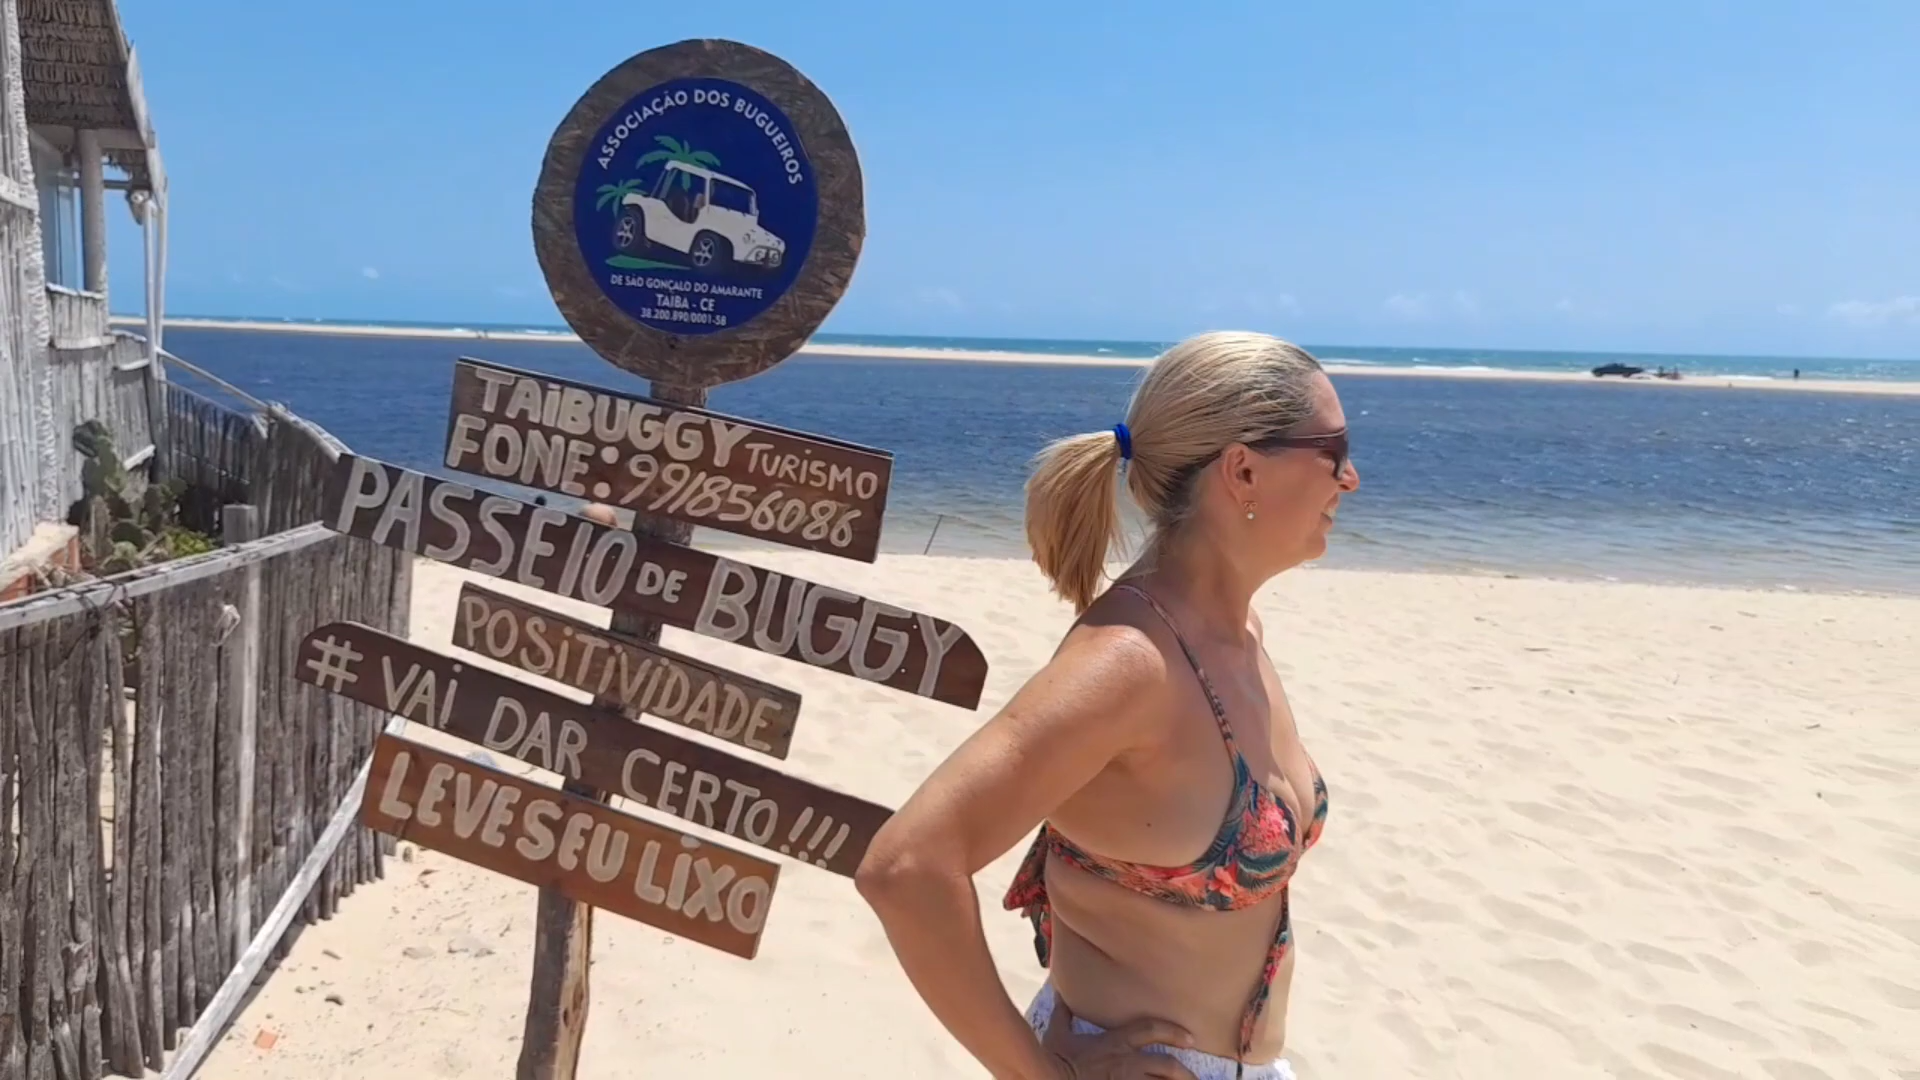 ASSOCIAÇÃO DOS BUGUEIROS
DE SÃO GONÇALO DO AMARANTE
TAIBA - CE
38.200.890/0001-58
TAiBUGGY TURiSMO
FONE: 991856086
PASSEIO DE BUGGY
POSiTiViDADE
# VAi DAR CERTO!!!
LEVE SEU LÍXO